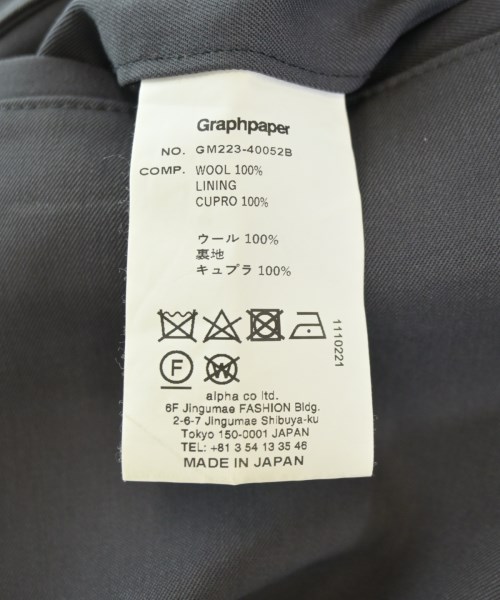 Graphpaper
NO. GM223-40052B
COMP. WOOL 100%
LINING
CUPRO 100%
ウール 100%
裏地
キュプラ 100%
1110221
F W
alpha co ltd.
6F Jingumae FASHION Bldg.
2-6-7 Jingumae Shibuya-ku
Tokyo 150-0001 JAPAN
TEL: +81 3 54 13 35 46
MADE IN JAPAN